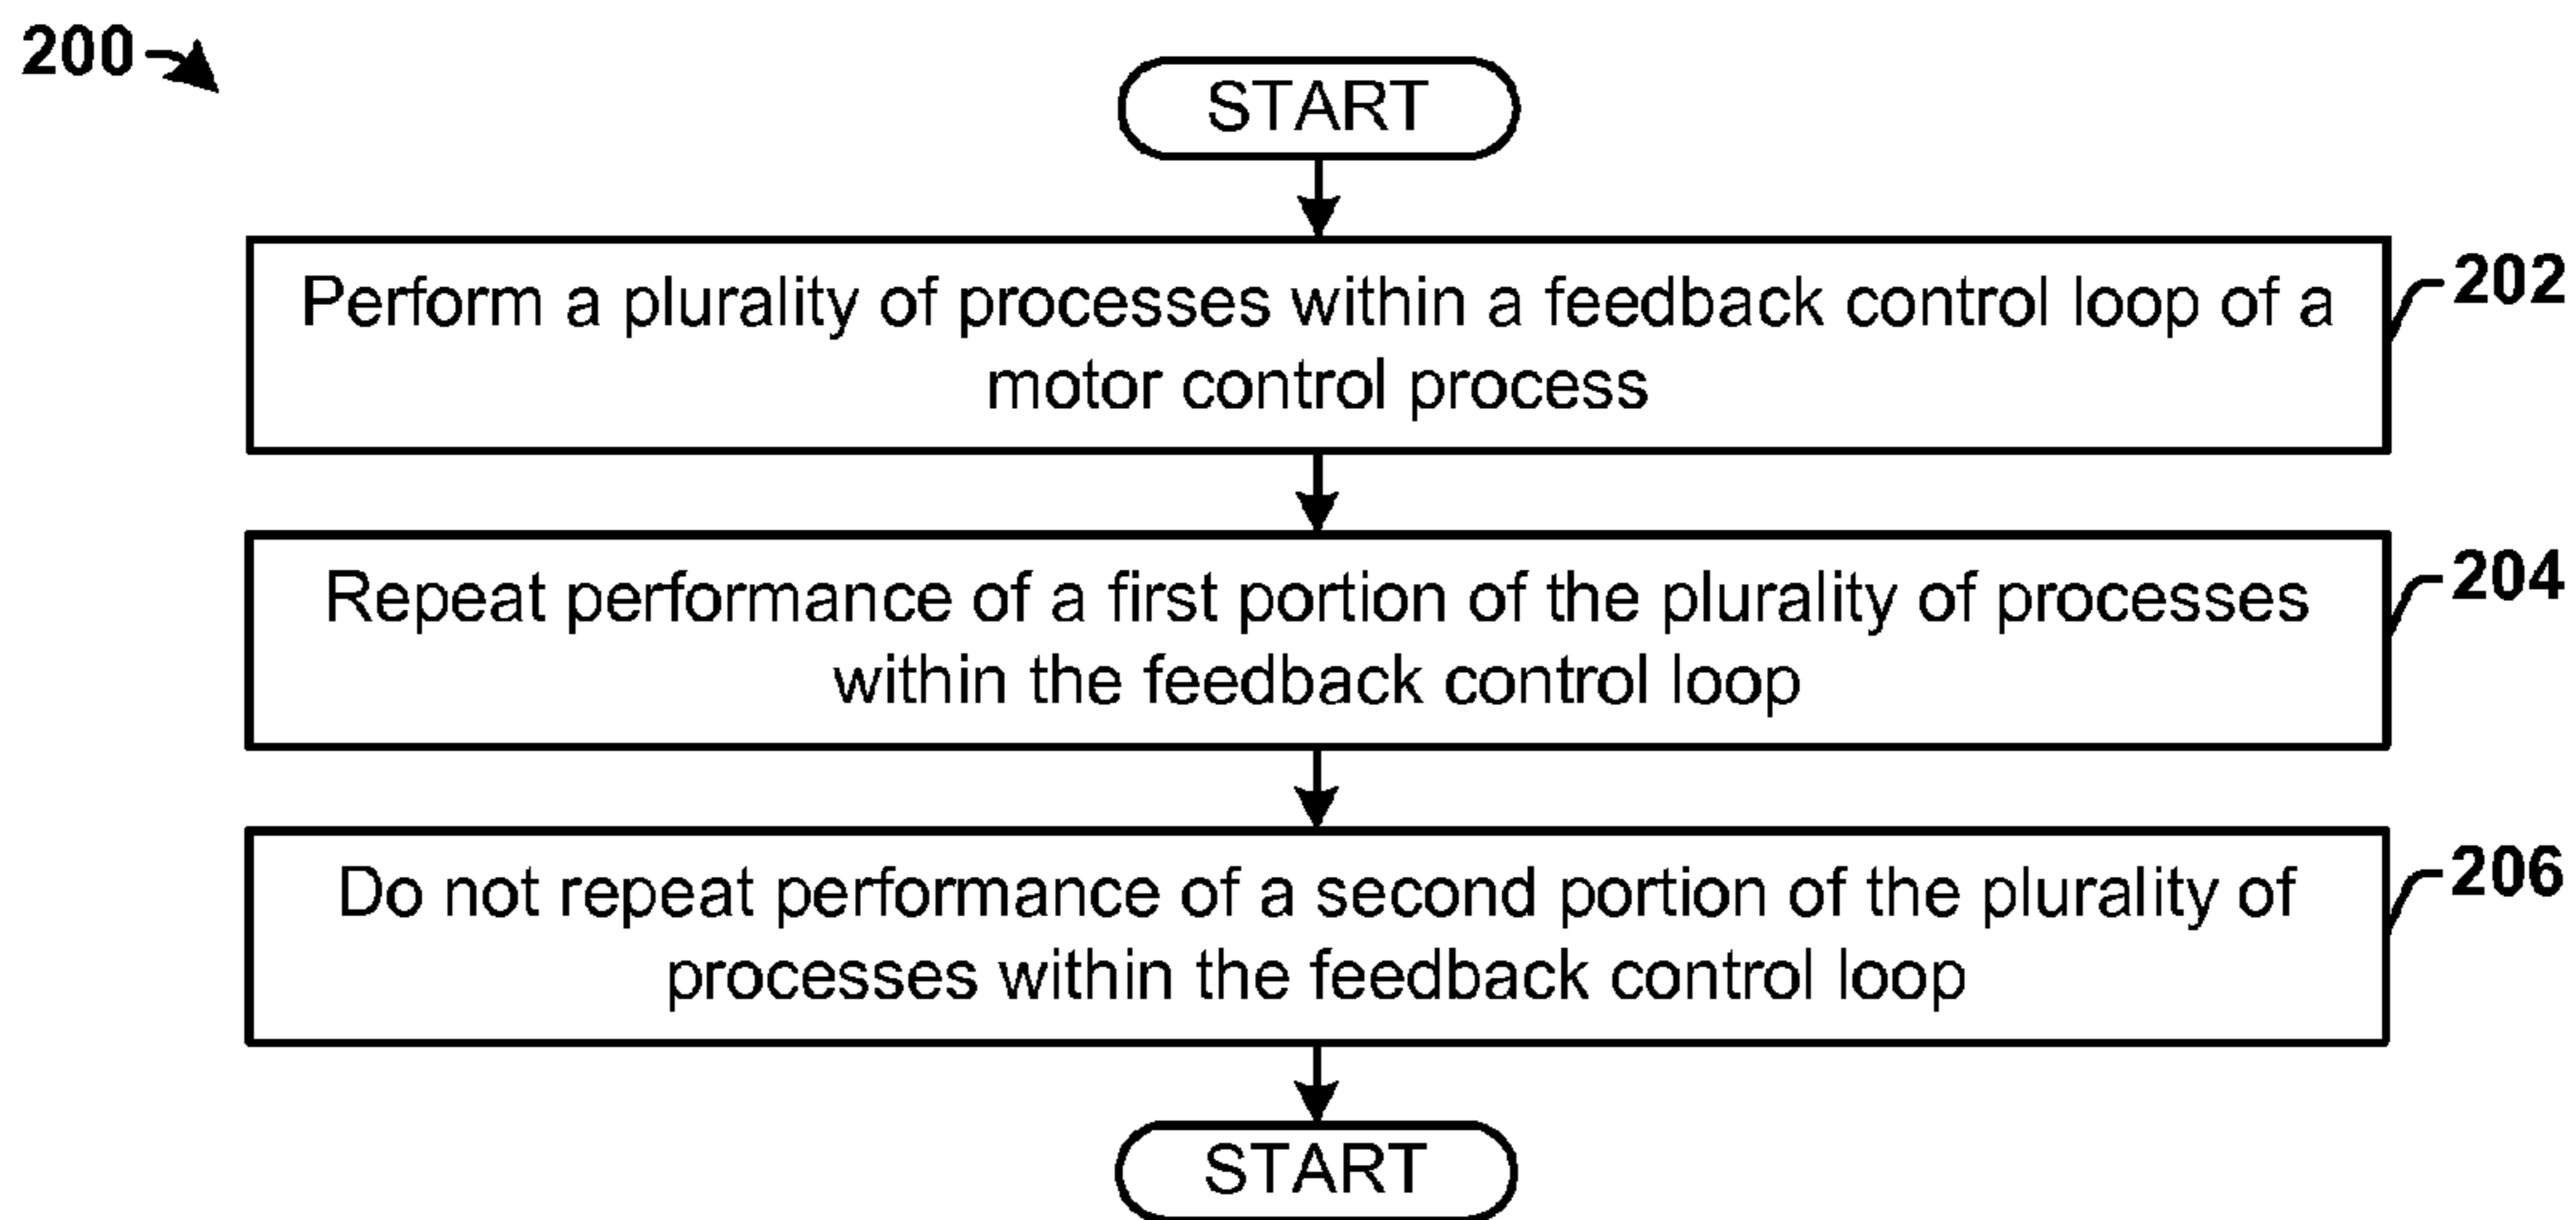 200
START
Perform a plurality of processes within a feedback control loop of a
motor control process
202
Repeat performance of a first portion of the plurality of processes
within the feedback control loop
204
Do not repeat performance of a second portion of the plurality of
processes within the feedback control loop
206
START